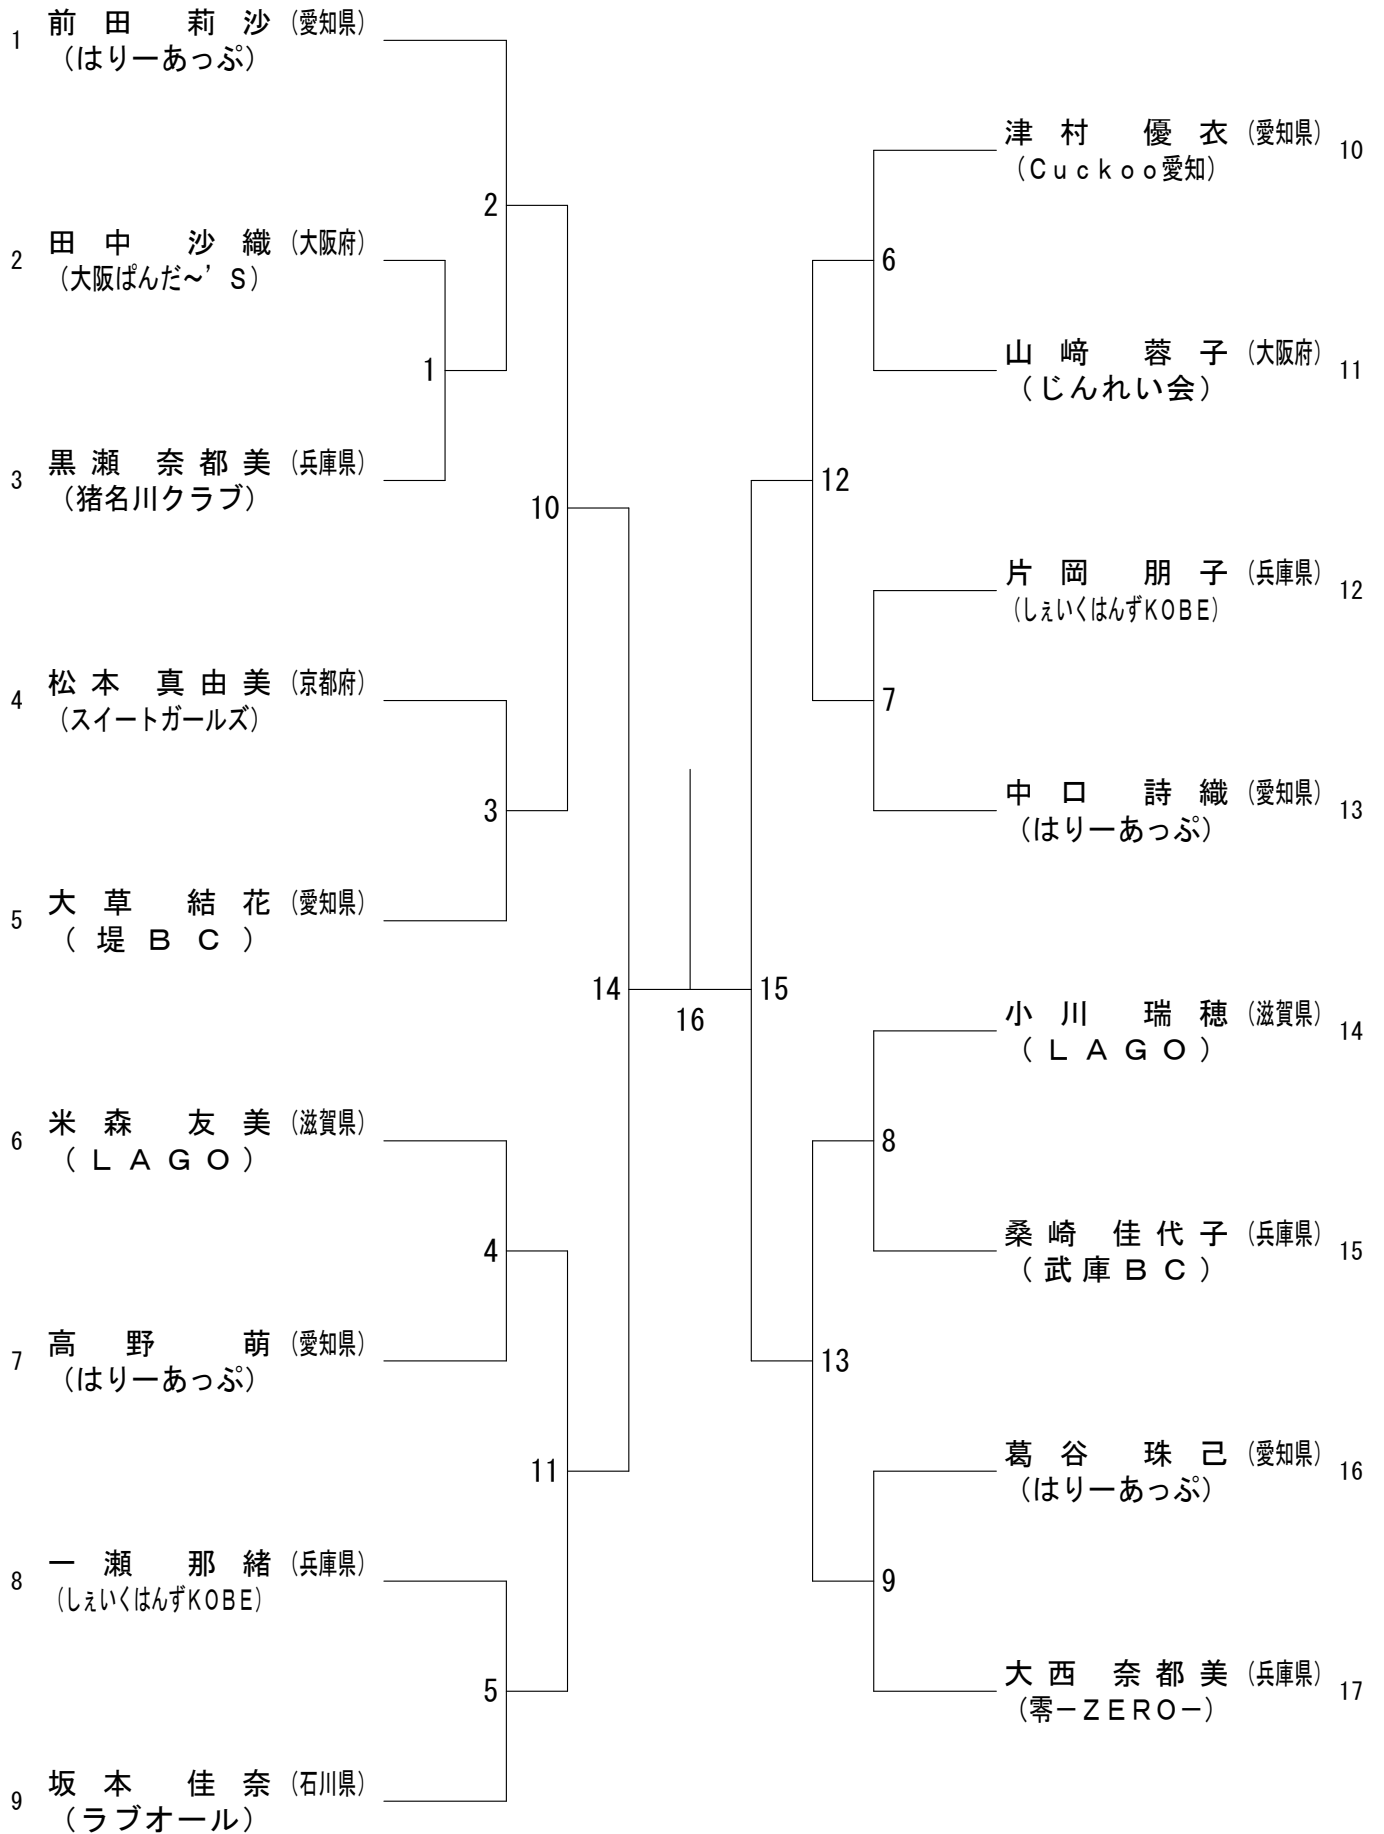 1 前田 莉沙 (愛知県)
(はりーあっぷ)
2 田中 沙織 (大阪府)
(大阪ぱんだ～’S)
3 黒瀬 奈都美 (兵庫県)
(猪名川クラブ)
4 松本 真由美 (京都府)
(スイートガールズ)
5 大草 結花 (愛知県)
(堤BC)
6 米森 友美 (滋賀県)
(LAGO)
7 高野 萌 (愛知県)
(はりーあっぷ)
8 一瀬 那緒 (兵庫県)
(しぇいくはんずKOBE)
9 坂本 佳奈 (石川県)
(ラブオール)
1
2
3
4
5
10
11
14
16
15
12
13
6
7
8
9
津村 優衣 (愛知県) 10
(Cuckoo愛知)
山﨑 蓉子 (大阪府) 11
(じんれい会)
片岡 朋子 (兵庫県) 12
(しぇいくはんずKOBE)
中口 詩織 (愛知県) 13
(はりーあっぷ)
小川 瑞穂 (滋賀県) 14
(LAGO)
桑崎 佳代子 (兵庫県) 15
(武庫BC)
葛谷 珠己 (愛知県) 16
(はりーあっぷ)
大西 奈都美 (兵庫県) 17
(零－ZERO－)